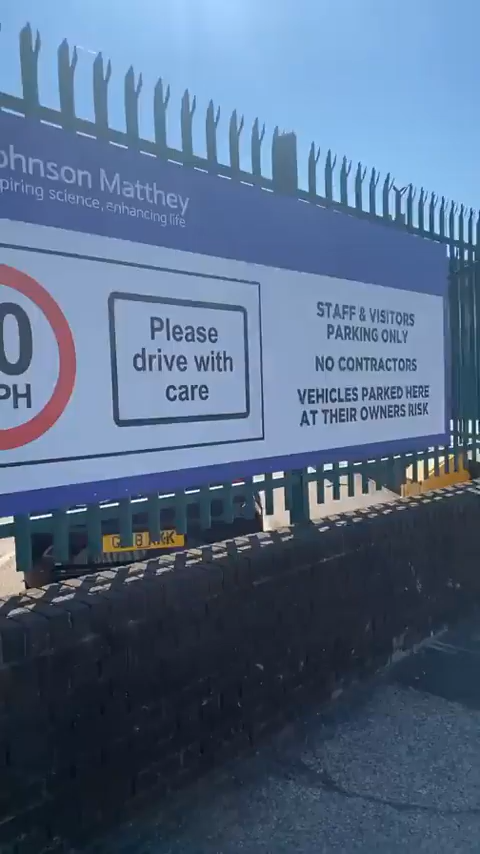 ohnson Matthey
piring science, enhancing life
0
PH
Please
drive with
care
STAFF & VISITORS
PARKING ONLY
NO CONTRACTORS
VEHICLES PARKED HERE
AT THEIR OWNERS RISK